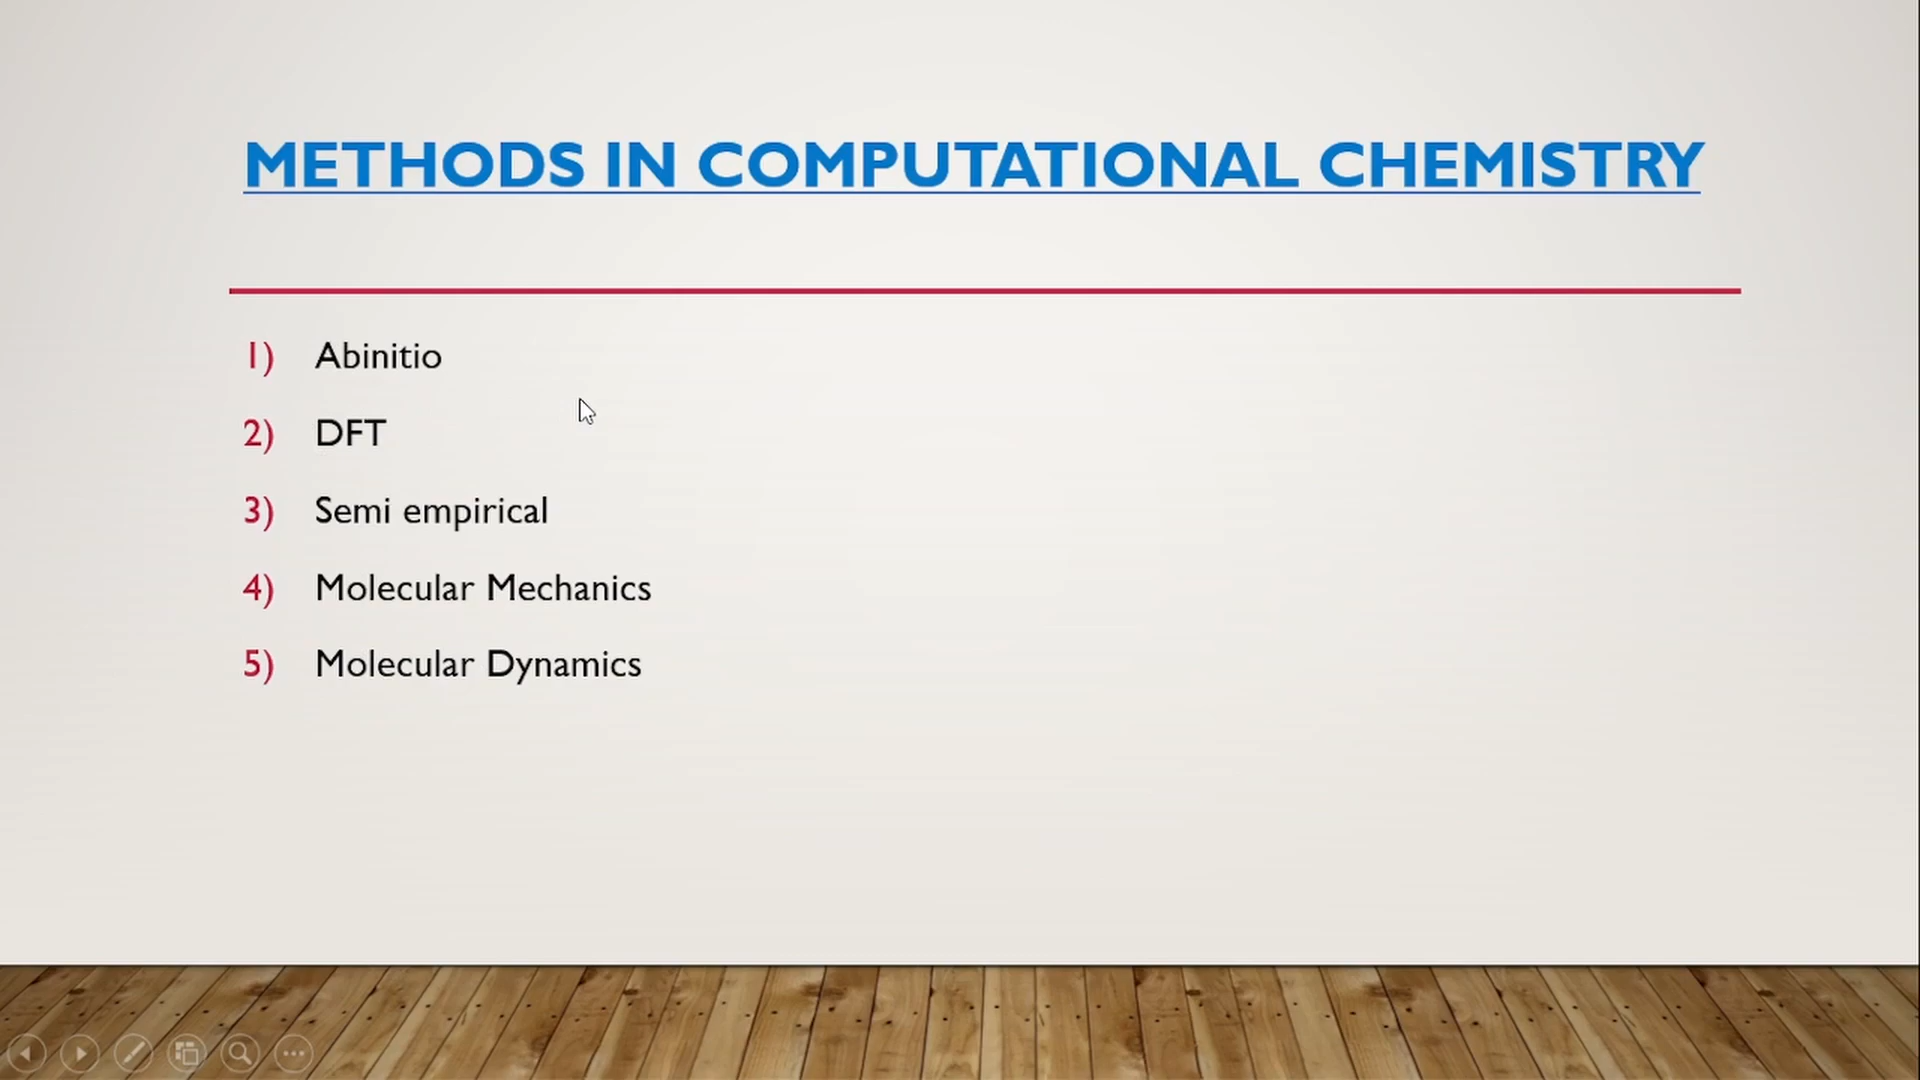 METHODS IN COMPUTATIONAL CHEMISTRY
1) Abinitio
2) DFT
3) Semi empirical
4) Molecular Mechanics
5) Molecular Dynamics